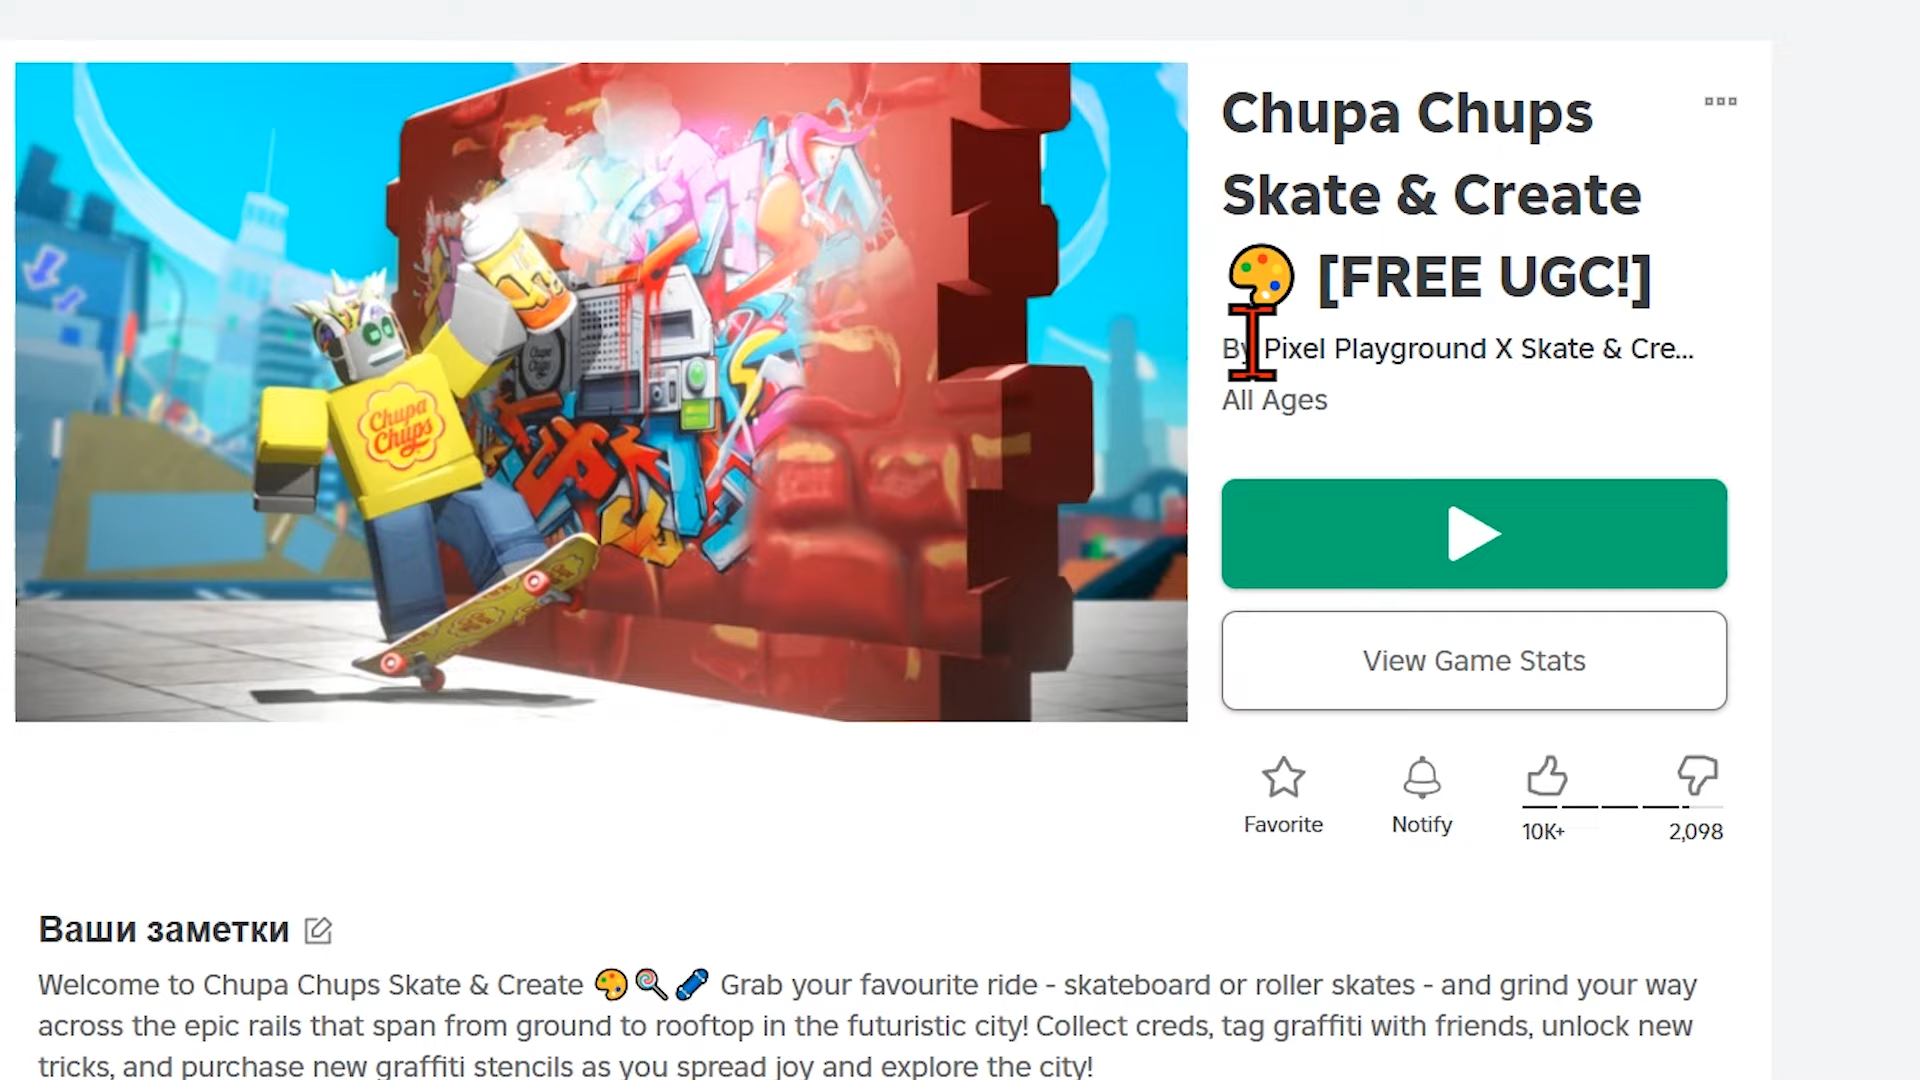 Chupa Chups
Skate & Create
🎨 [FREE UGC!]
By Pixel Playground X Skate & Cre...
All Ages
Chupa
Chups
Chupa
Chups
View Game Stats
Favorite
Notify
10K+
2,098
Ваши заметки
Welcome to Chupa Chups Skate & Create 🎨🍭🛹 Grab your favourite ride - skateboard or roller skates - and grind your way
across the epic rails that span from ground to rooftop in the futuristic city! Collect creds, tag graffiti with friends, unlock new
tricks, and purchase new graffiti stencils as you spread joy and explore the city!